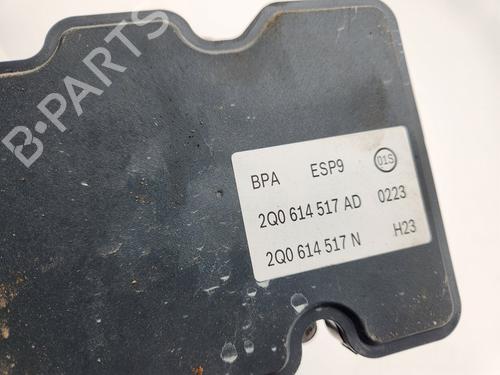 B-PARTS
BPA ESP9 01S
2Q0 614 517 AD 0223
2Q0 614 517 N H23